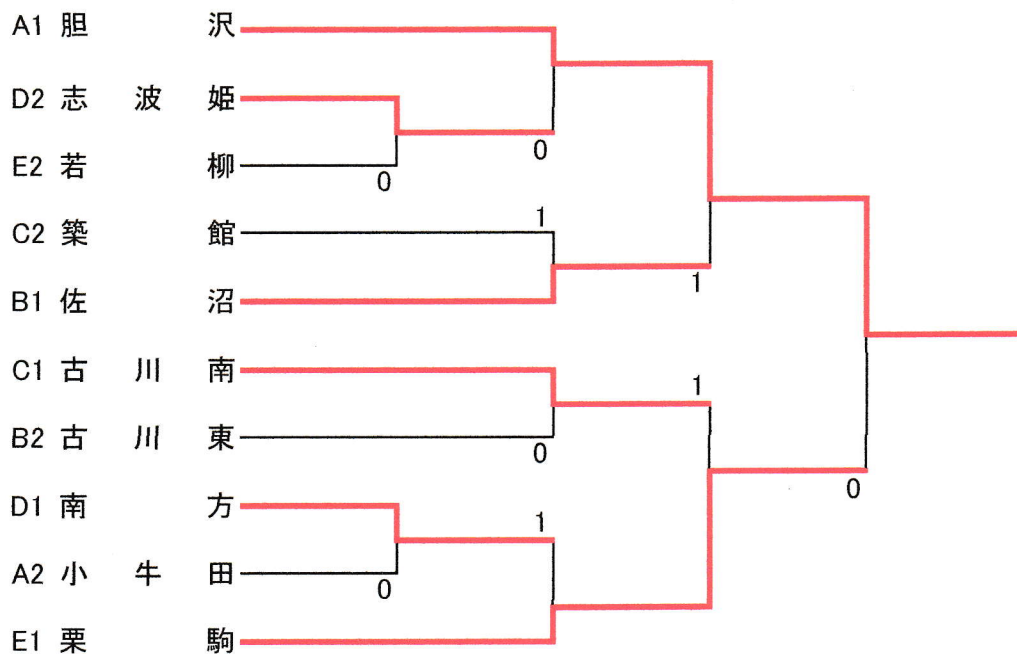 A1 胆沢
D2 志波姫
0
E2 若柳
0
1
C2 築館
1
B1 佐沼
C1 古川南
1
B2 古川東
0
0
D1 南方
1
A2 小牛田
0
E1 栗駒